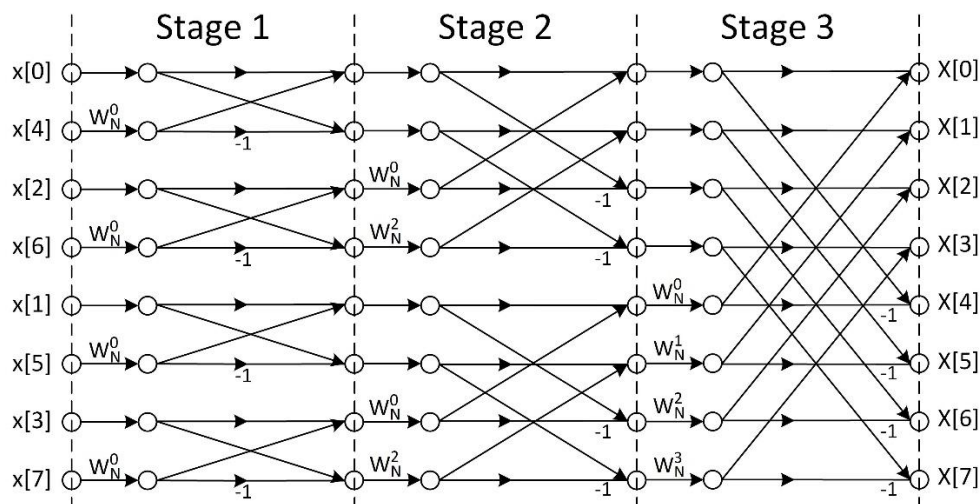 Stage 1 Stage 2 Stage 3
x[0] X[0]
x[4] W_N^0 -1 X[1]
x[2] W_N^0 -1 X[2]
x[6] W_N^0 -1 W_N^2 -1 X[3]
x[1] W_N^0 -1 X[4]
x[5] W_N^0 -1 W_N^1 -1 X[5]
x[3] W_N^0 -1 W_N^2 -1 X[6]
x[7] W_N^0 -1 W_N^2 -1 W_N^3 -1 X[7]